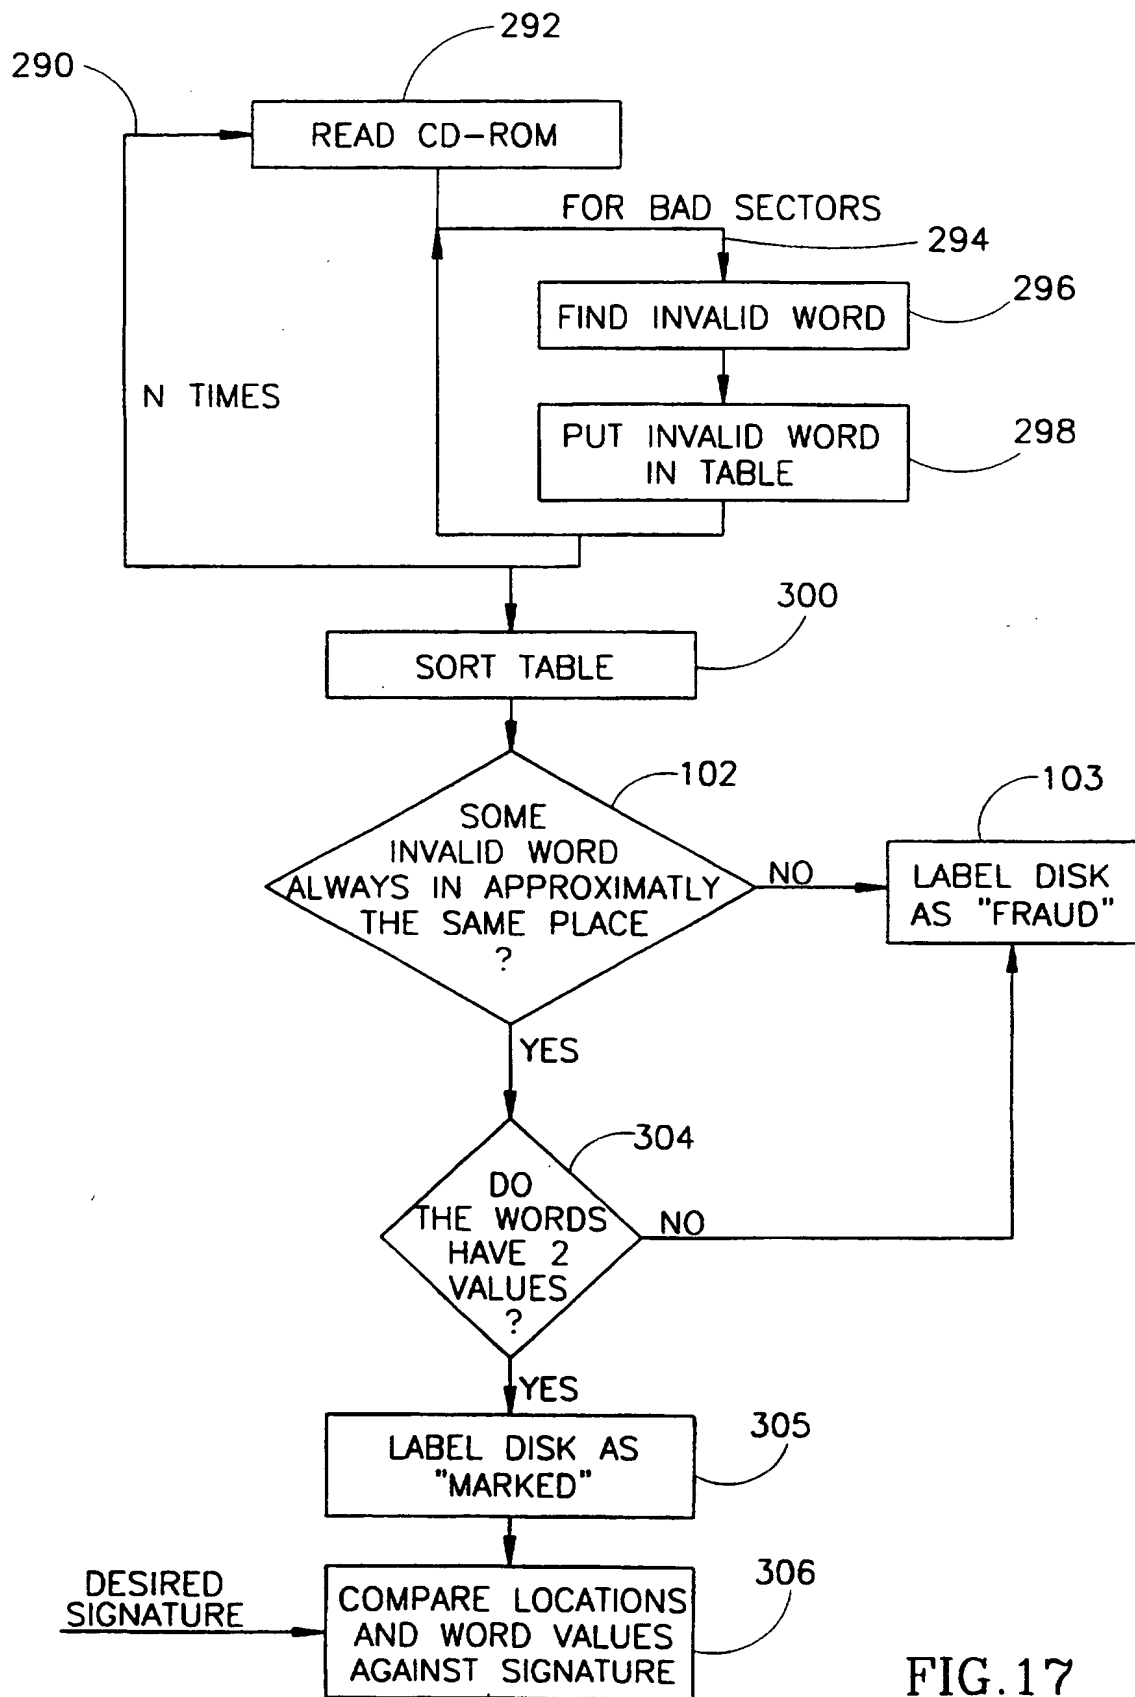 292
290
READ CD-ROM
FOR BAD SECTORS
294
296
FIND INVALID WORD
N TIMES
PUT INVALID WORD
IN TABLE
298
300
SORT TABLE
102
103
SOME
INVALID WORD
ALWAYS IN APPROXIMATLY
THE SAME PLACE
?
NO
LABEL DISK
AS "FRAUD"
YES
304
DO
THE WORDS
HAVE 2
VALUES
?
NO
YES
305
LABEL DISK AS
"MARKED"
306
DESIRED
SIGNATURE
COMPARE LOCATIONS
AND WORD VALUES
AGAINST SIGNATURE
FIG.17